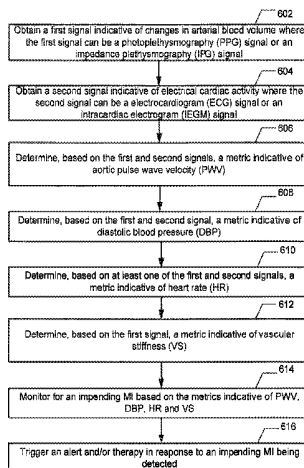 602
Obtain a first signal indicative of changes in arterial blood volume where
the first signal can be a photoplethysmography (PPG) signal or an
impedance plethysmography (IPG) signal
604
Obtain a second signal indicative of electrical cardiac activity where the
second signal can be a electrocardiogram (ECG) signal or an
intracardiac electrogram (IEGM) signal
606
Determine, based on the first and second signals, a metric indicative of
aortic pulse wave velocity (PWV)
608
Determine, based on the first and second signal, a metric indicative of
diastolic blood pressure (DBP)
610
Determine, based on at least one of the first and second signals, a
metric indicative of heart rate (HR)
612
Determine, based on the first signal, a metric indicative of vascular
stiffness (VS)
614
Monitor for an impending MI based on the metrics indicative of PWV,
DBP, HR and VS
616
Trigger an alert and/or therapy in response to an impending MI being
detected